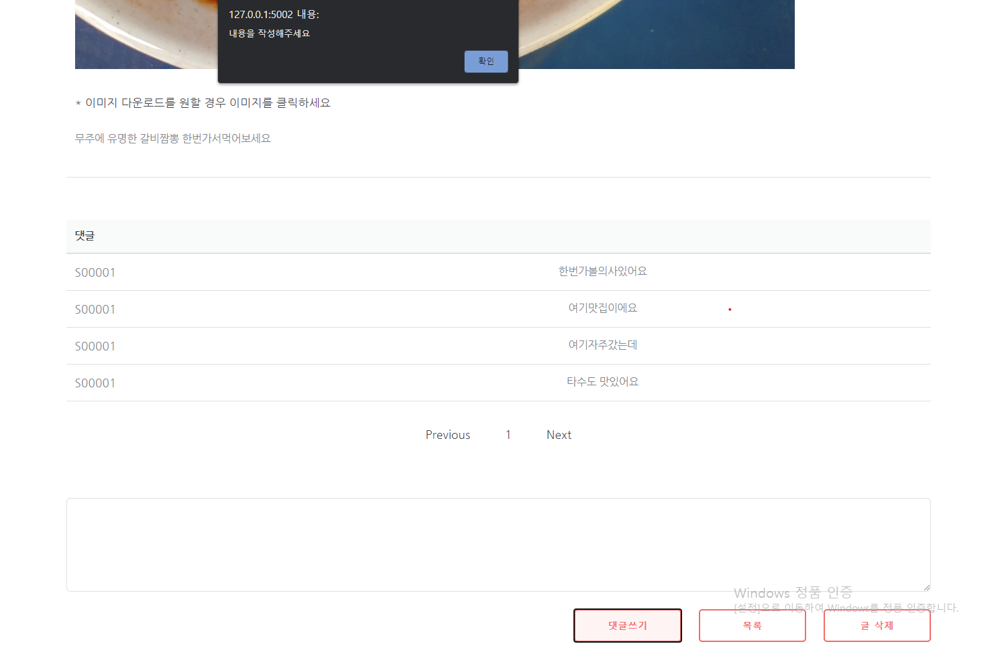 127.0.0.1:5002 내용:
내용을 작성해주세요
확인
* 이미지 다운로드를 원할 경우 이미지를 클릭하세요
무주에 유명한 갈비짬뽕 한번가서먹어보세요
댓글
S00001 한번가볼의사있어요
S00001 여기맛집이에요
S00001 여기자주갔는데
S00001 타수도 맛있어요
Previous 1 Next
Windows 정품 인증
[설정]으로 이동하여 Windows를 정품 인증합니다.
댓글쓰기 목록 글 삭제